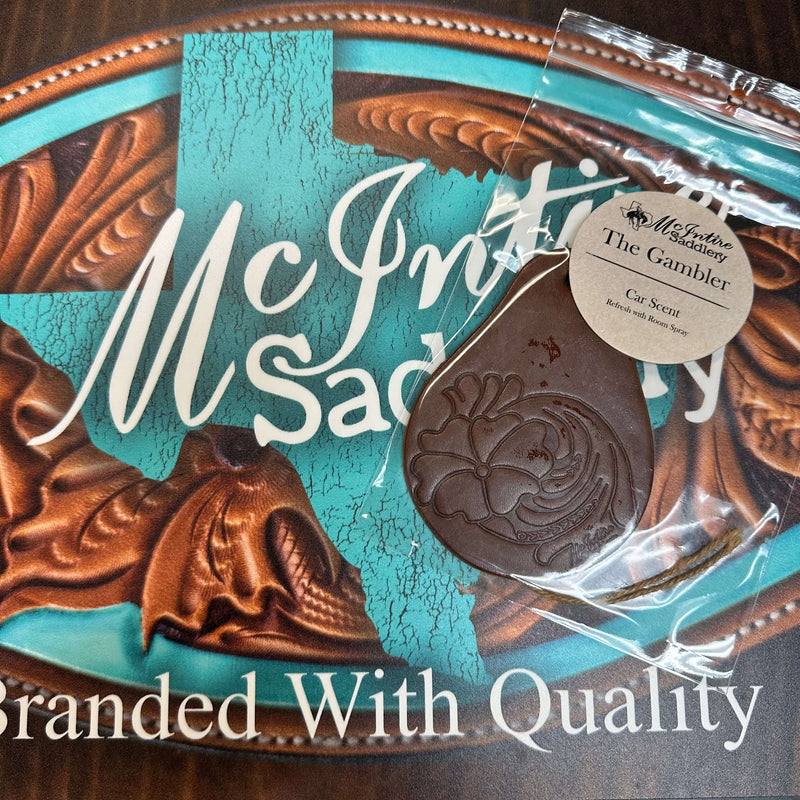 McIntire
Saddlery
Branded With Quality
McIntire
Saddlery
The Gambler
Car Scent
Refresh with Room Spray